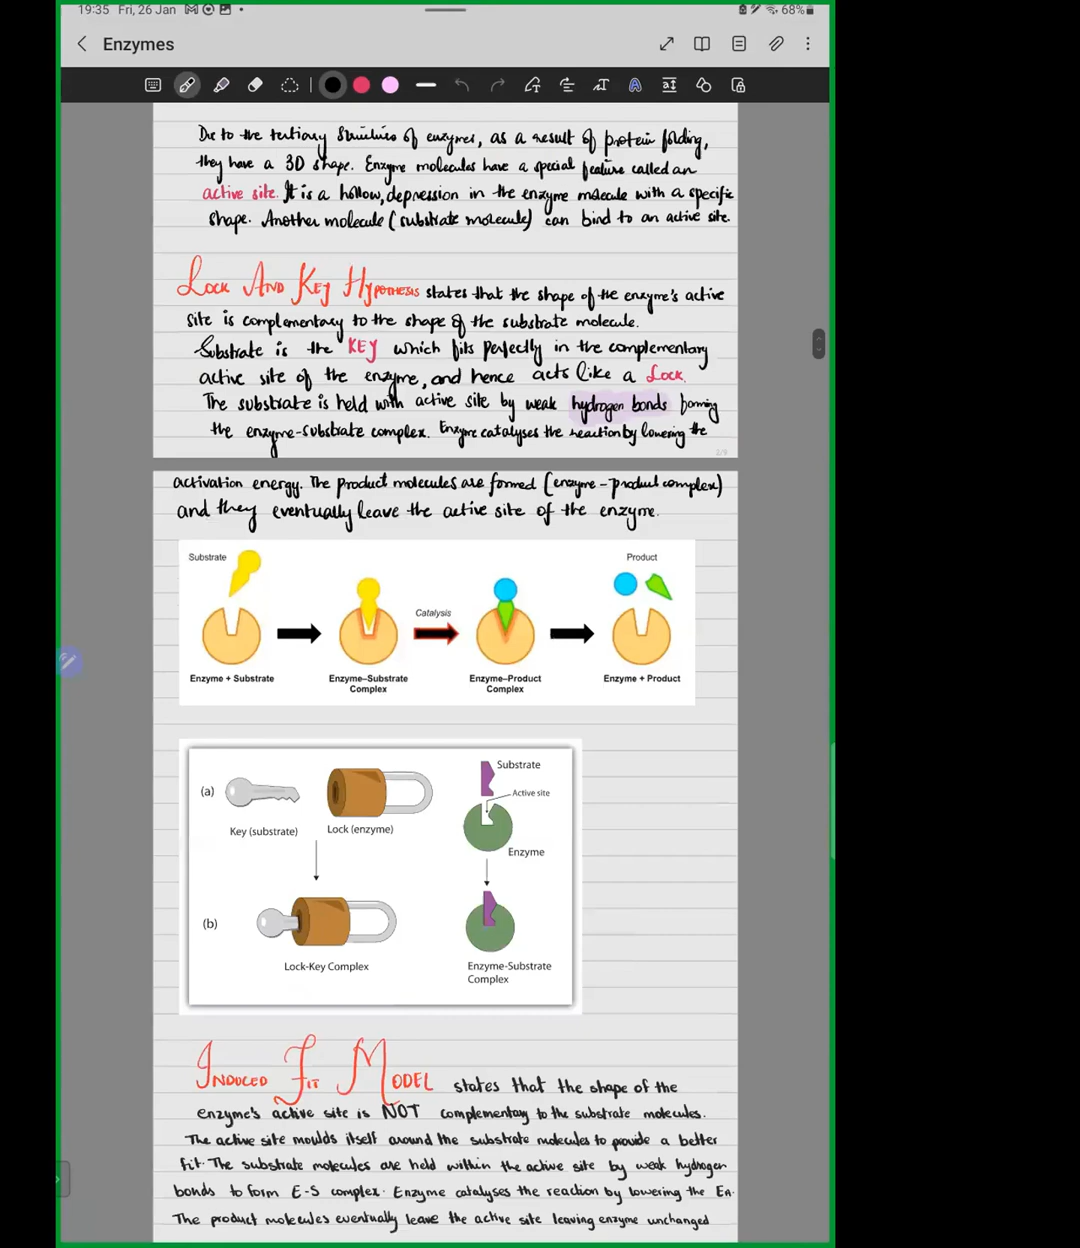 19:35 Fri, 26 Jan
68%
Enzymes
Due to the tertiary structures of enzymes, as a result of protein folding,
they have a 3D shape. Enzyme molecules have a special feature called an
active site. It is a hollow, depression in the enzyme molecule with a specific
shape. Another molecule (substrate molecule) can bind to an active site.
LOCK AND KEY HYPOTHESIS states that the shape of the enzyme's active
site is complementary to the shape of the substrate molecule.
Substrate is the KEY which fits perfectly in the complementary
active site of the enzyme, and hence acts like a Lock.
The substrate is held with active site by weak hydrogen bonds forming
the enzyme-substrate complex. Enzyme catalyses the reaction by lowering the
2/9
activation energy. The product molecules are formed (enzyme-product complex)
and they eventually leave the active site of the enzyme.
Substrate
Product
Catalysis
Enzyme + Substrate
Enzyme–Substrate
Complex
Enzyme–Product
Complex
Enzyme + Product
(a)
Key (substrate)
Lock (enzyme)
Substrate
Active site
Enzyme
(b)
Lock-Key Complex
Enzyme-Substrate
Complex
INDUCED FIT MODEL states that the shape of the
enzyme's active site is NOT complementary to the substrate molecules.
The active site moulds itself around the substrate molecules to provide a better
fit. The substrate molecules are held within the active site by weak hydrogen
bonds to form E-S complex. Enzyme catalyses the reaction by lowering the EA.
The product molecules eventually leave the active site leaving enzyme unchanged